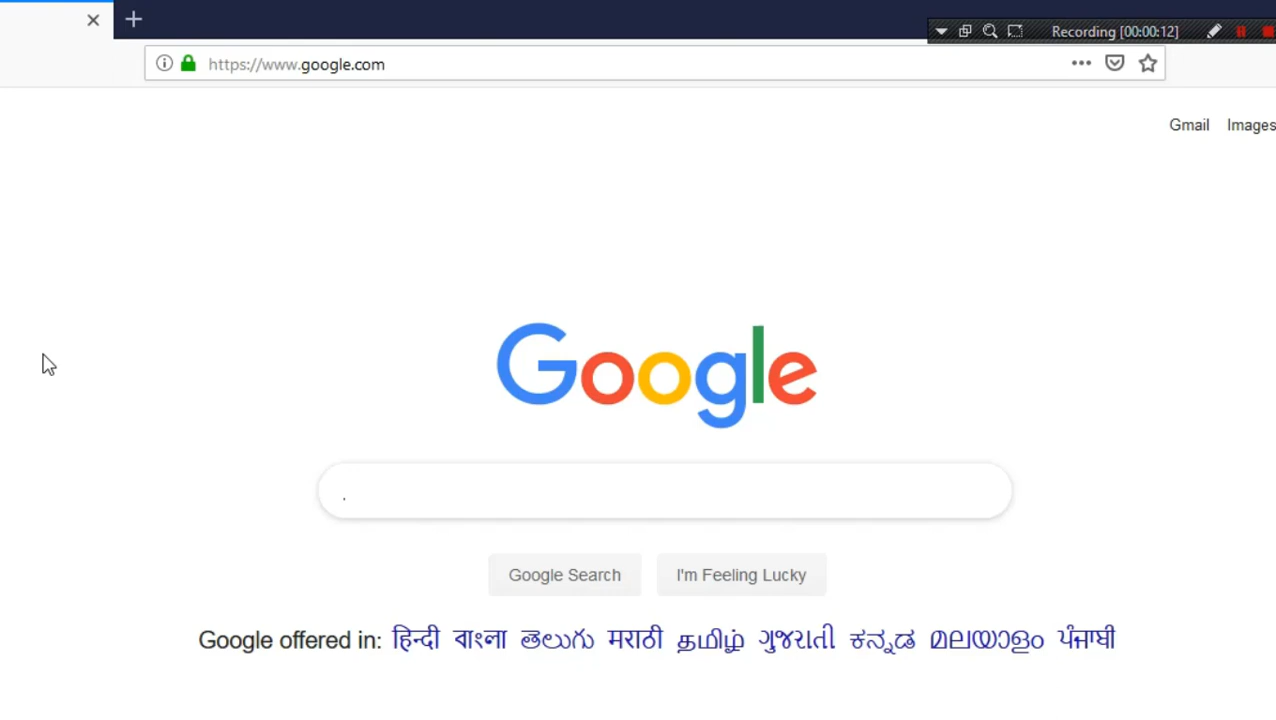 Recording [00:00:12]
https://www.google.com
Gmail Images
Google
.
Google Search I'm Feeling Lucky
Google offered in: हिन्दी বাংলা తెలుగు मराठी தமிழ் ગુજરાતી ಕನ್ನಡ മലയാളം ਪੰਜਾਬੀ